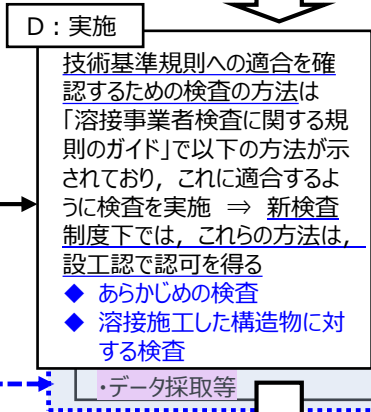 D：実施
技術基準規則への適合を確
認するための検査の方法は
「溶接事業者検査に関する規
則のガイド」で以下の方法が示
されており，これに適合するよ
うに検査を実施 ⇒ 新検査
制度下では，これらの方法は，
設工認で認可を得る
◆ あらかじめの検査
◆ 溶接施工した構造物に対
する検査
・データ採取等